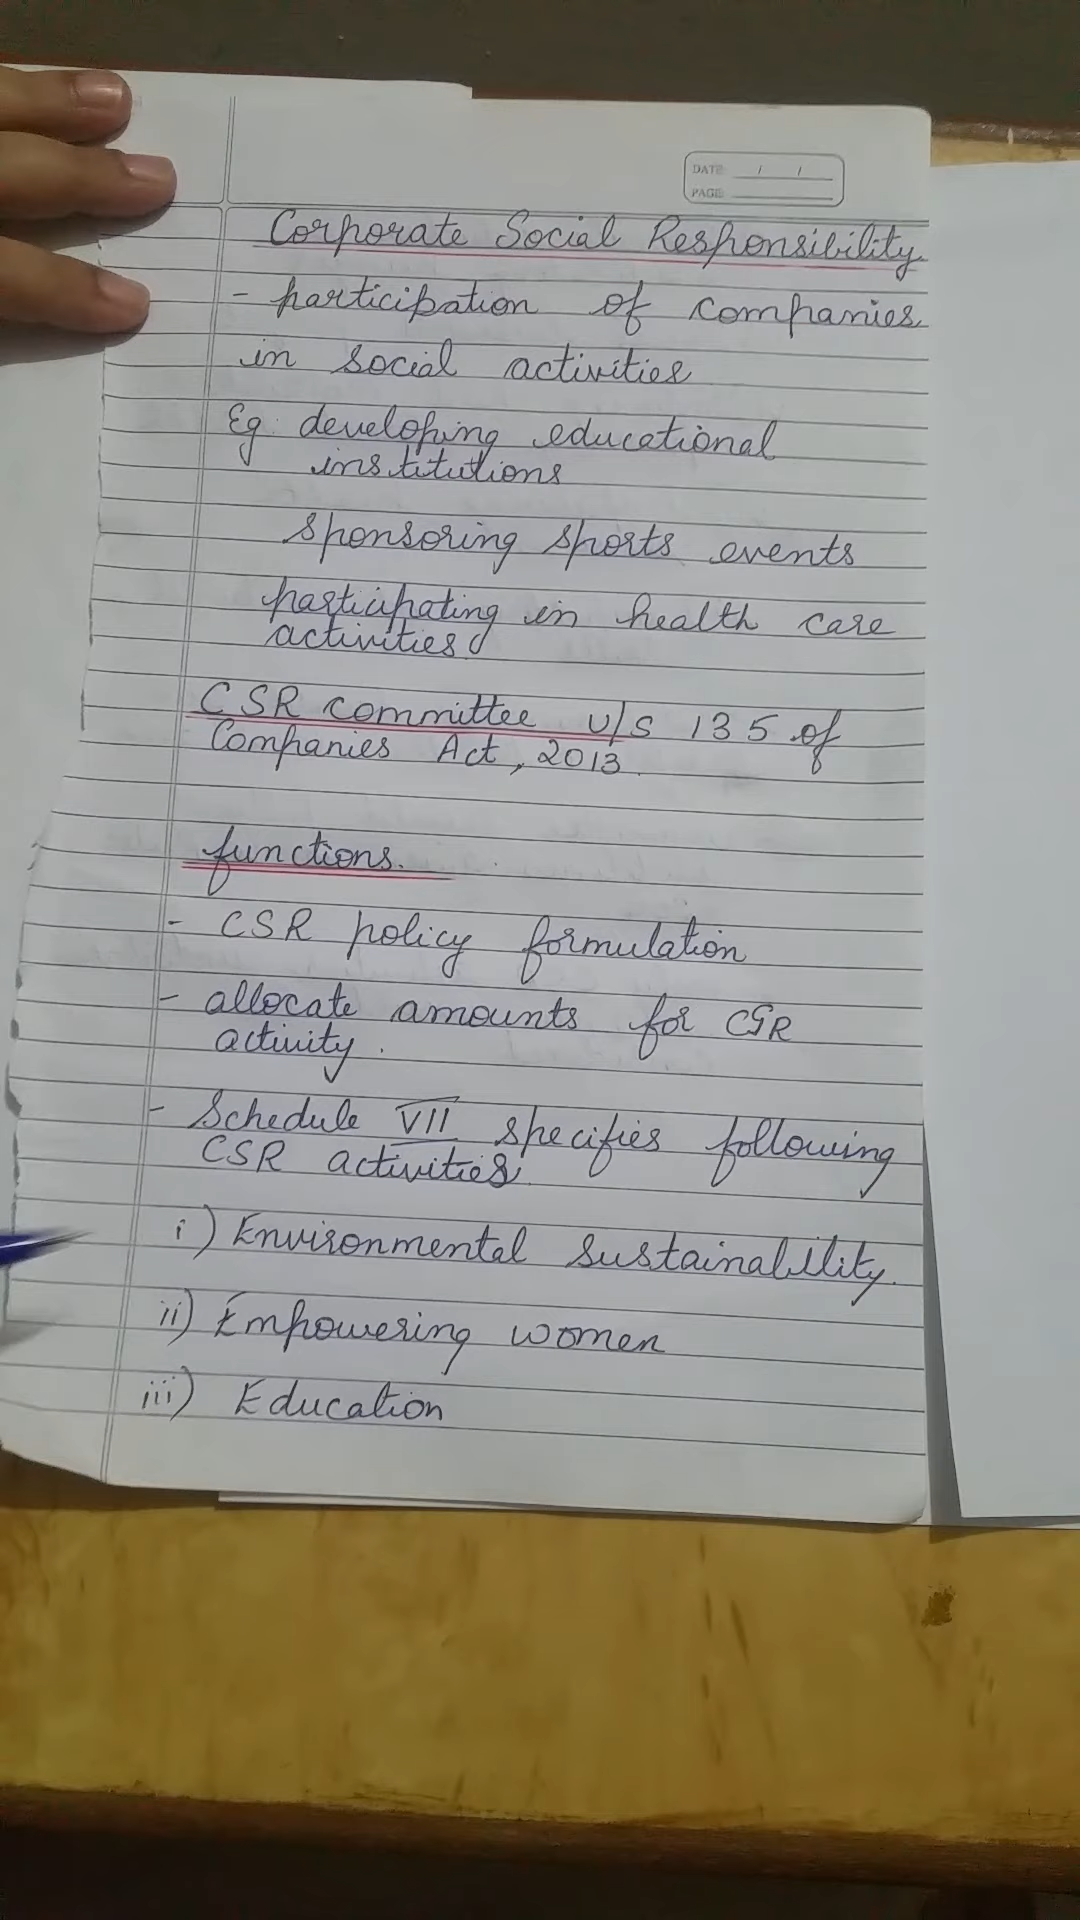 DATE / /
PAGE
Corporate Social Responsibility
- participation of companies
in social activities
Eg: developing educational
institutions
sponsoring sports events
participating in health care
activities
CSR committee u/s 135 of
Companies Act, 2013.
functions.
- CSR policy formulation
- allocate amounts for CSR
activity.
- Schedule VII specifies following
CSR activities.
i) Environmental Sustainability.
ii) Empowering women
iii) Education